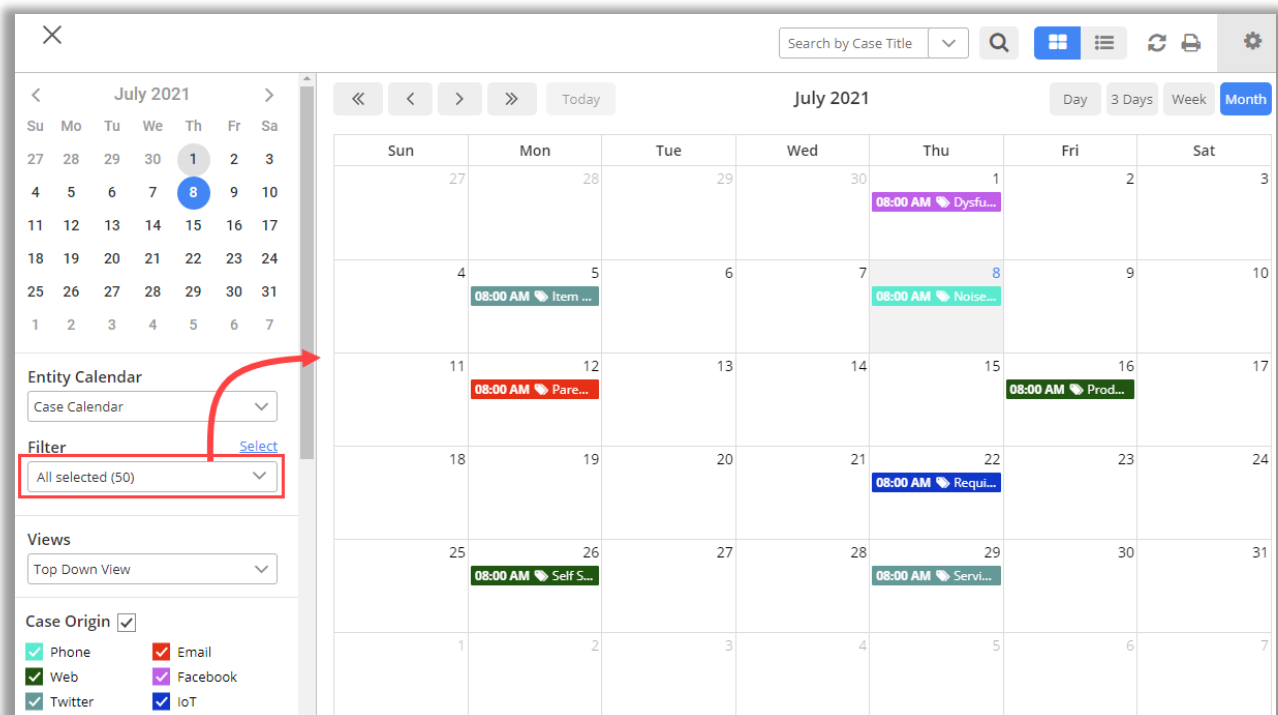 Search by Case Title
July 2021
Su Mo Tu We Th Fr Sa
27 28 29 30 1 2 3
4 5 6 7 8 9 10
11 12 13 14 15 16 17
18 19 20 21 22 23 24
25 26 27 28 29 30 31
1 2 3 4 5 6 7
Entity Calendar
Case Calendar
Filter Select
All selected (50)
Views
Top Down View
Case Origin
Phone Email
Web Facebook
Twitter IoT
Today July 2021 Day 3 Days Week Month
Sun Mon Tue Wed Thu Fri Sat
27 28 29 30 1 2 3
08:00 AM Dysfu...
4 5 6 7 8 9 10
08:00 AM Item ... 08:00 AM Noise...
11 12 13 14 15 16 17
08:00 AM Pare... 08:00 AM Prod...
18 19 20 21 22 23 24
08:00 AM Requi...
25 26 27 28 29 30 31
08:00 AM Self S... 08:00 AM Servi...
1 2 3 4 5 6 7